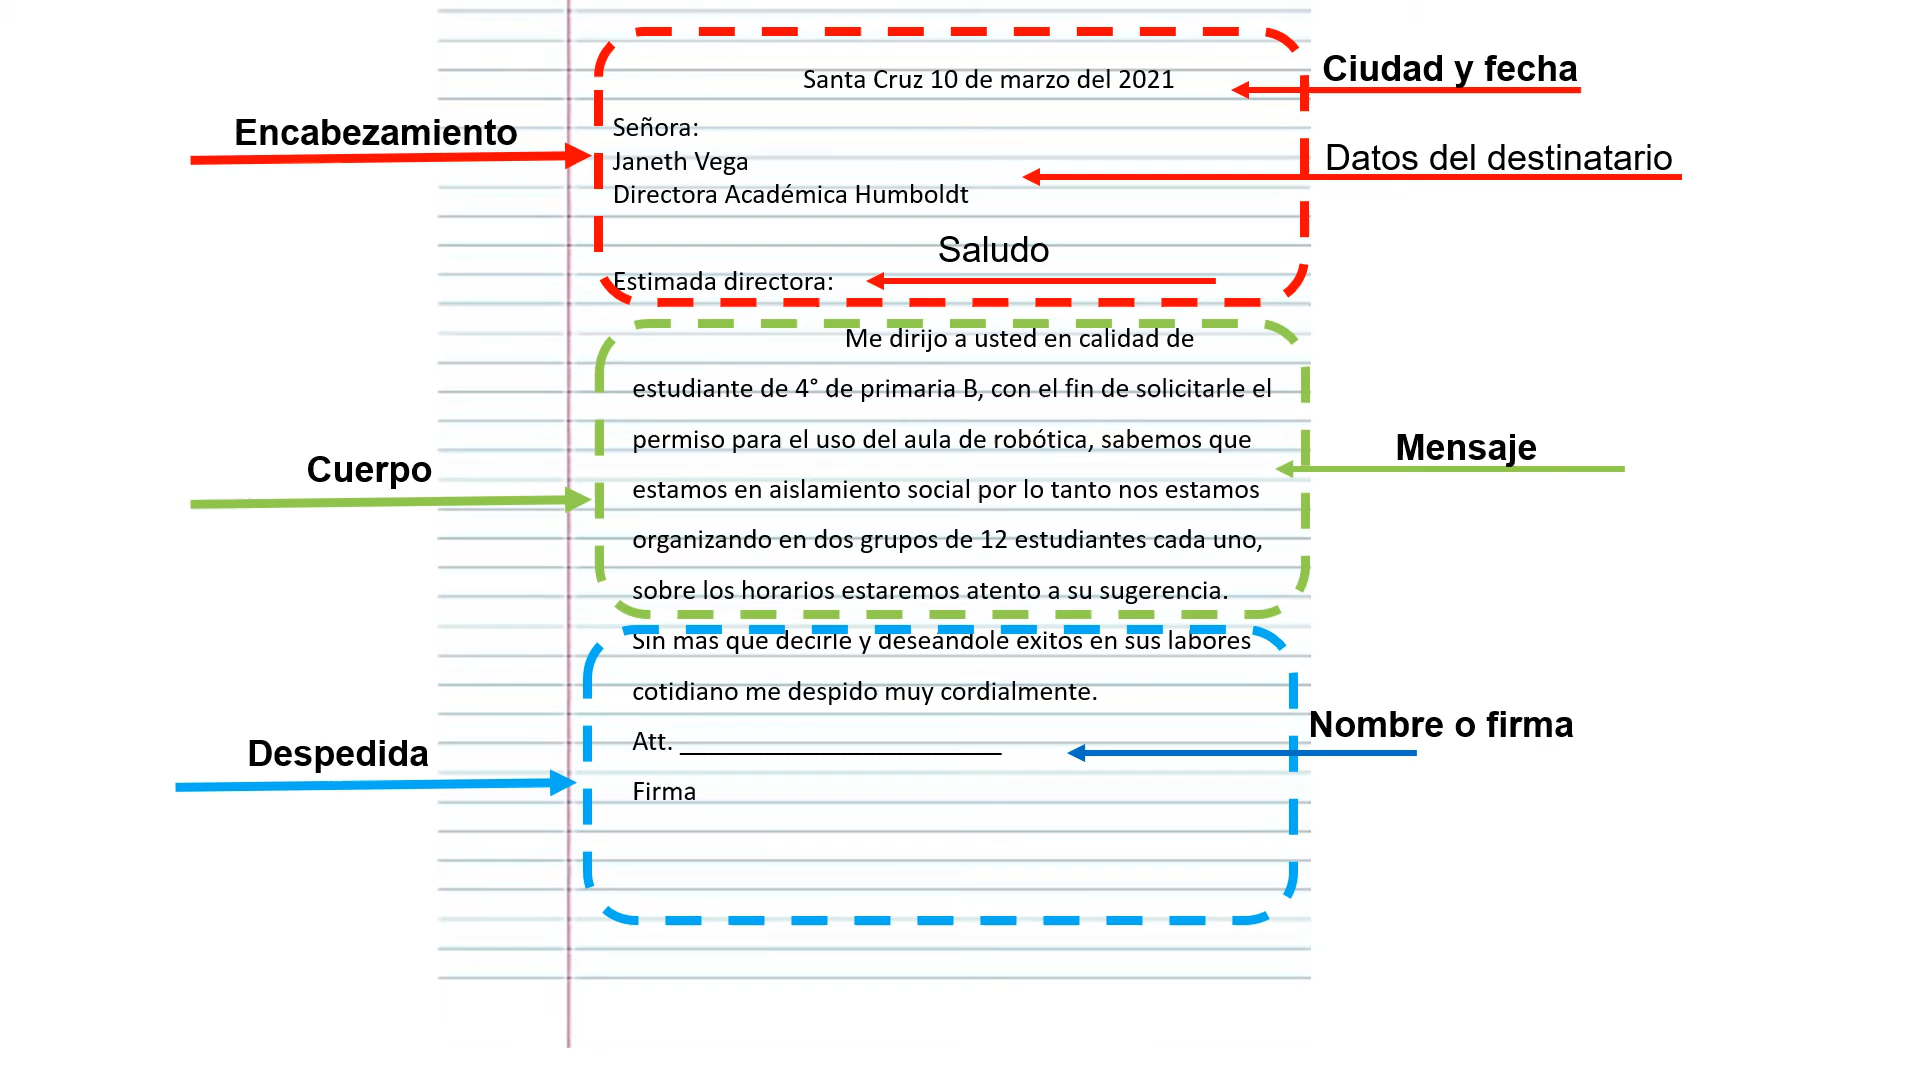 Ciudad y fecha
Santa Cruz 10 de marzo del 2021
Encabezamiento
Señora:
Janeth Vega
Datos del destinatario
Directora Académica Humboldt
Saludo
Estimada directora:
Me dirijo a usted en calidad de
estudiante de 4° de primaria B, con el fin de solicitarle el
permiso para el uso del aula de robótica, sabemos que
Mensaje
Cuerpo
estamos en aislamiento social por lo tanto nos estamos
organizando en dos grupos de 12 estudiantes cada uno,
sobre los horarios estaremos atento a su sugerencia.
Sin más que decirle y deseándole éxitos en sus labores
cotidiano me despido muy cordialmente.
Nombre o firma
Despedida
Att. _______________________
Firma